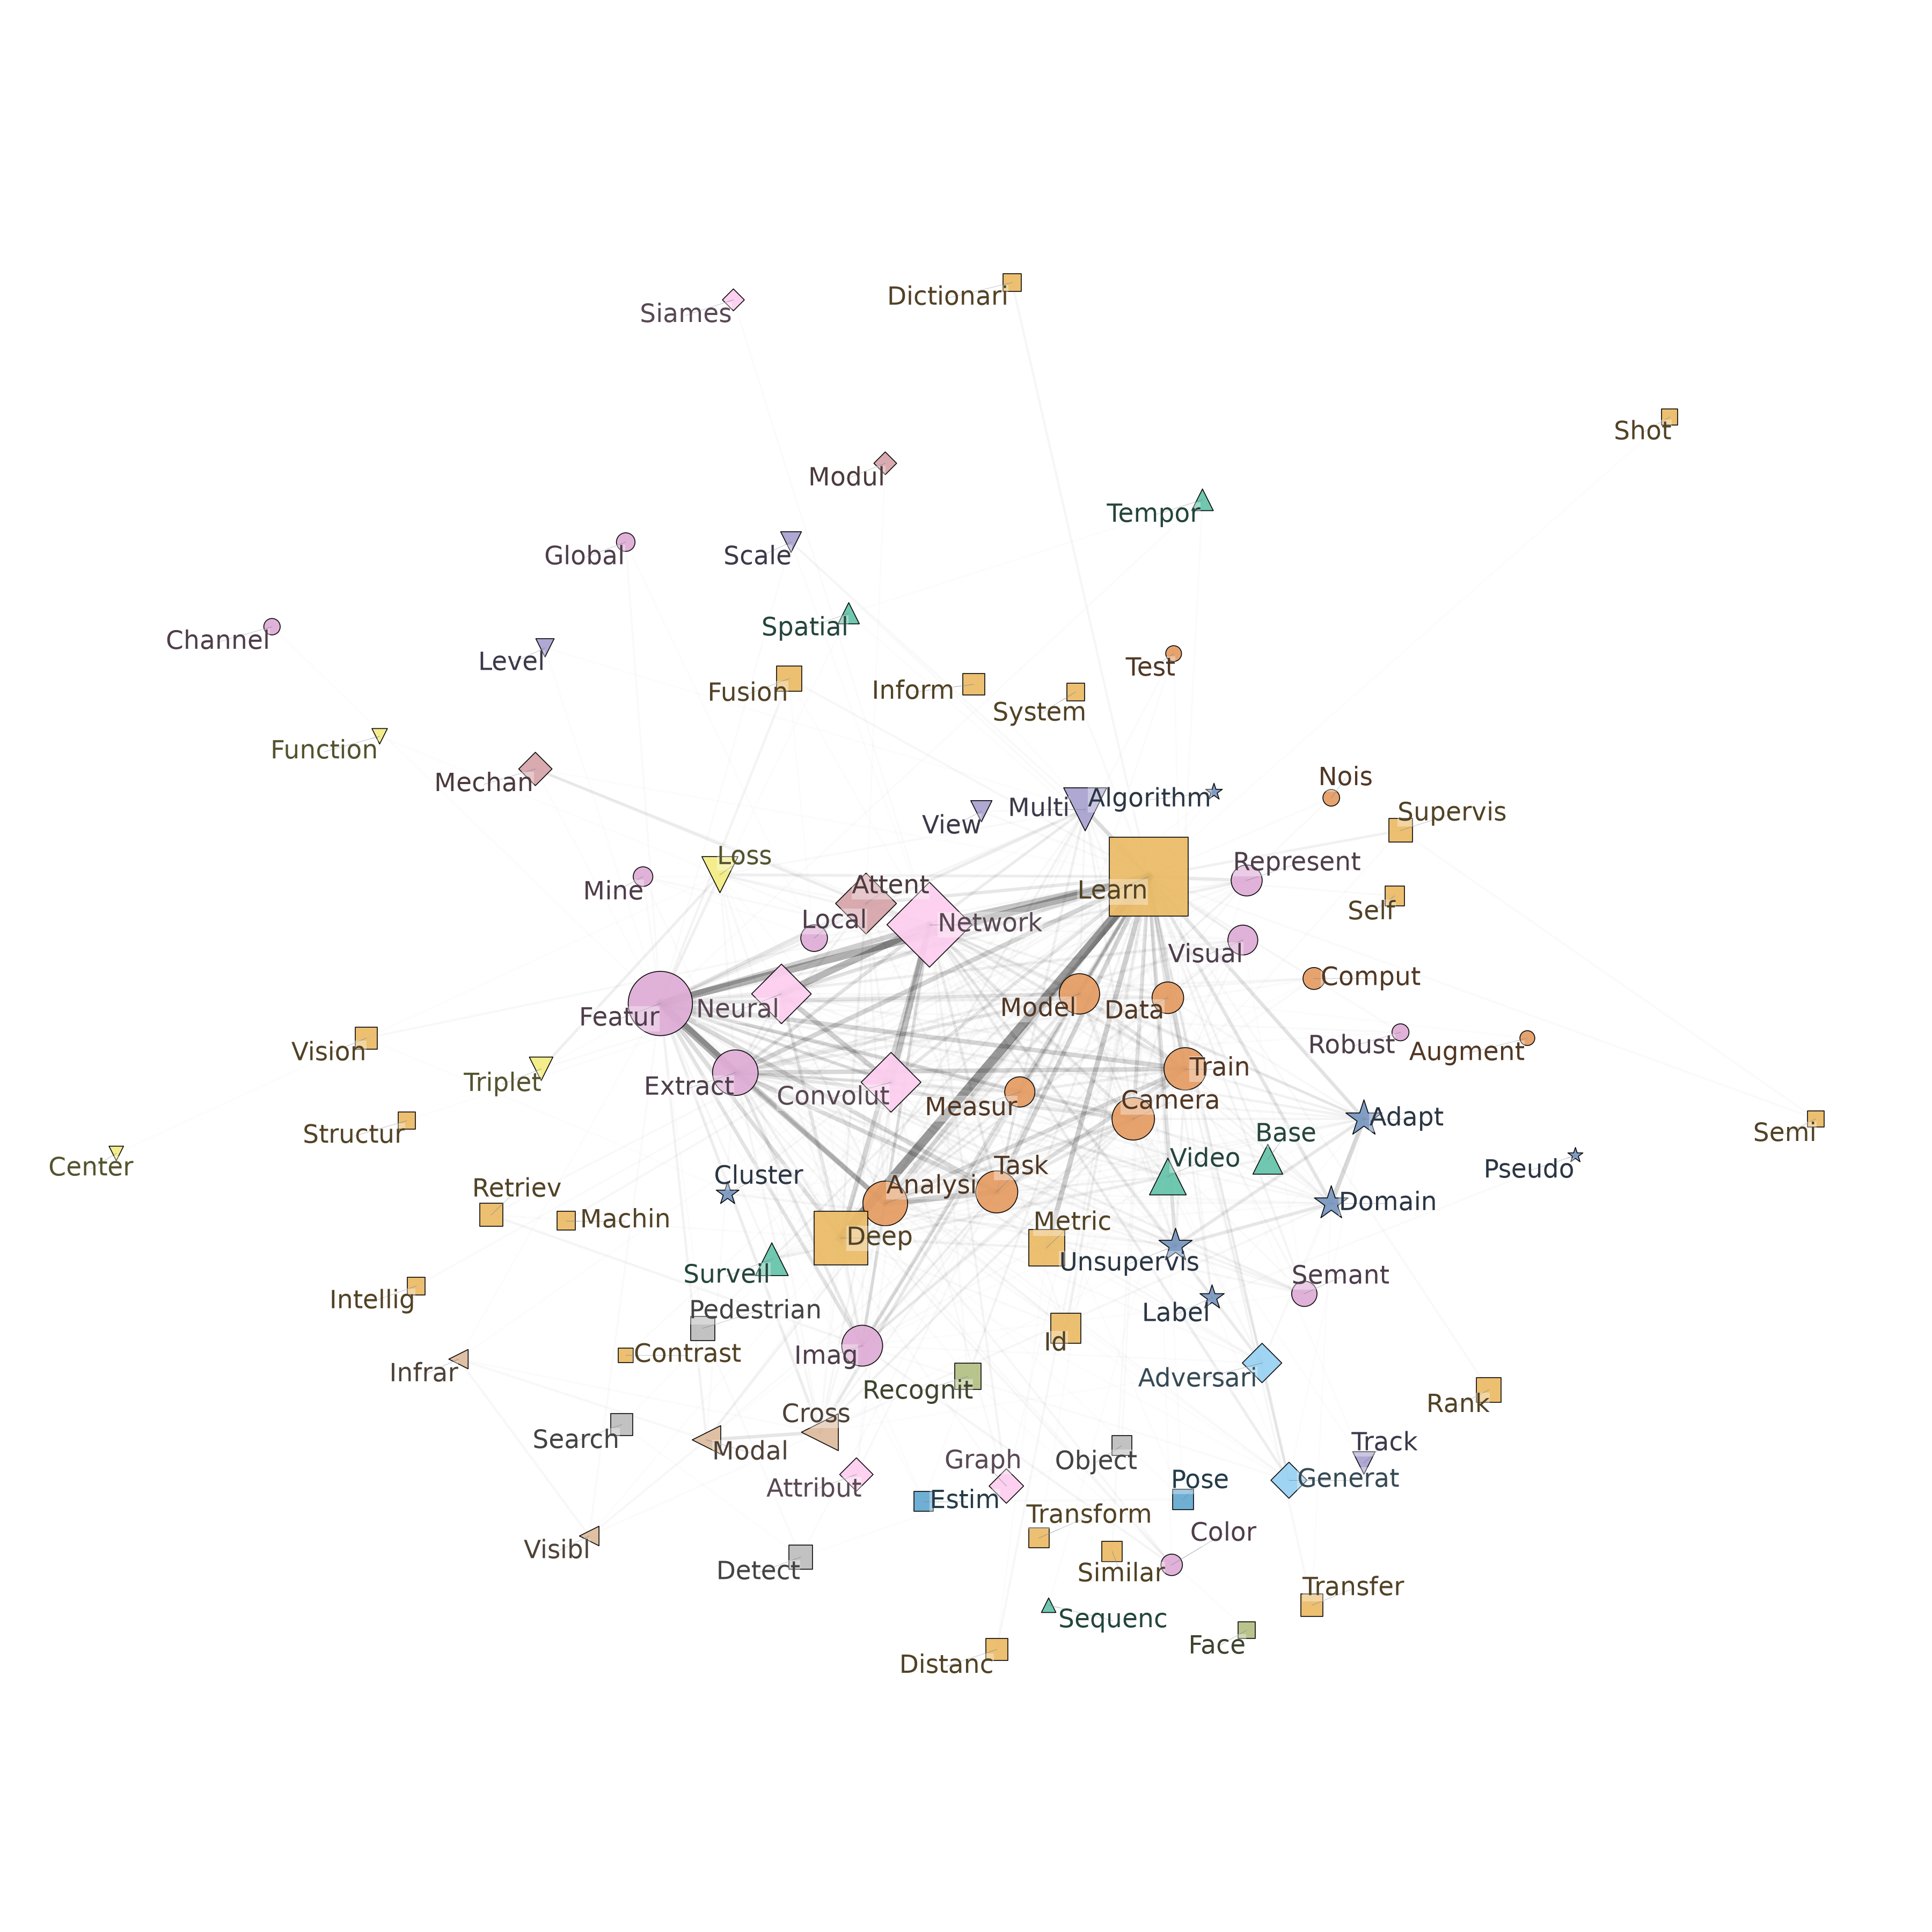 Dictionari
Siames
Shot
Modul
Tempor
Global
Scale
Spatial
Channel
Level
Test
Fusion
Inform
System
Function
Mechan
Nois
Multi
Algorithm
Supervis
View
Loss
Represent
Mine
Attent
Learn
Self
Local
Network
Visual
Comput
Featur
Neural
Model
Data
Robust
Augment
Vision
Triplet
Extract
Convolut
Measur
Train
Camera
Adapt
Structur
Base
Semi
Center
Video
Pseudo
Cluster
Task
Retriev
Analysi
Domain
Machin
Metric
Deep
Unsupervis
Surveil
Semant
Intellig
Pedestrian
Label
Id
Contrast
Imag
Infrar
Adversari
Recognit
Rank
Cross
Search
Modal
Track
Graph
Object
Generat
Attribut
Pose
Estim
Transform
Color
Visibl
Detect
Similar
Transfer
Sequenc
Face
Distanc